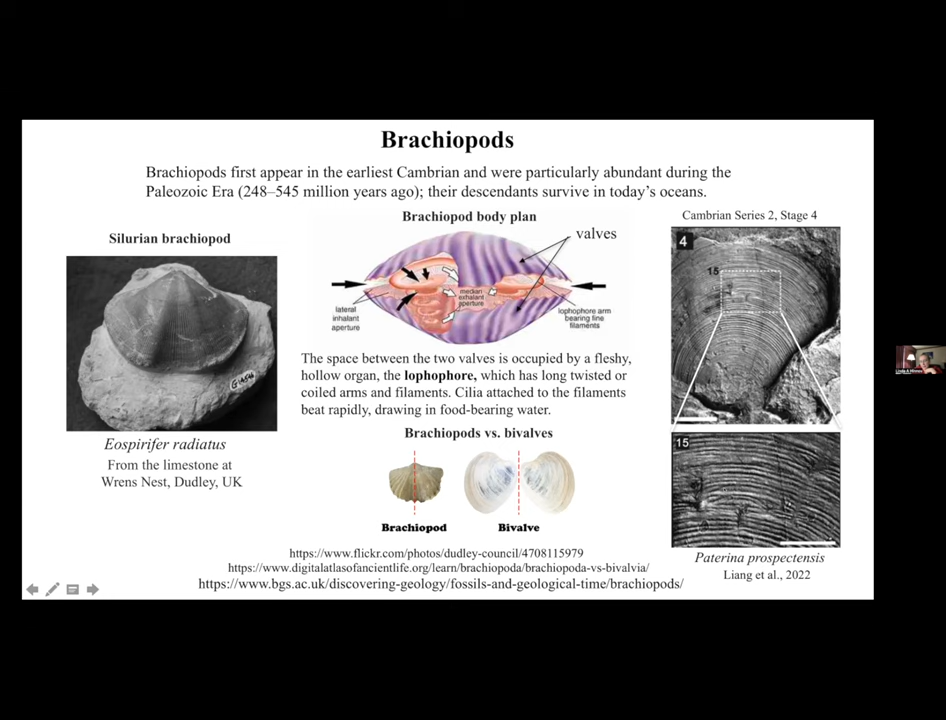 Brachiopods
Brachiopods first appear in the earliest Cambrian and were particularly abundant during the
Paleozoic Era (248–545 million years ago); their descendants survive in today's oceans.
Silurian brachiopod
G14546
Eospirifer radiatus
From the limestone at
Wrens Nest, Dudley, UK
Brachiopod body plan
valves
lateral
inhalant
aperture
median
exhalant
aperture
lophophore arm
bearing fine
filaments
The space between the two valves is occupied by a fleshy,
hollow organ, the lophophore, which has long twisted or
coiled arms and filaments. Cilia attached to the filaments
beat rapidly, drawing in food-bearing water.
Brachiopods vs. bivalves
Brachiopod
Bivalve
https://www.flickr.com/photos/dudley-council/4708115979
https://www.digitalatlasofancientlife.org/learn/brachiopoda/brachiopoda-vs-bivalvia/
https://www.bgs.ac.uk/discovering-geology/fossils-and-geological-time/brachiopods/
Cambrian Series 2, Stage 4
4
15
15
Paterina prospectensis
Liang et al., 2022